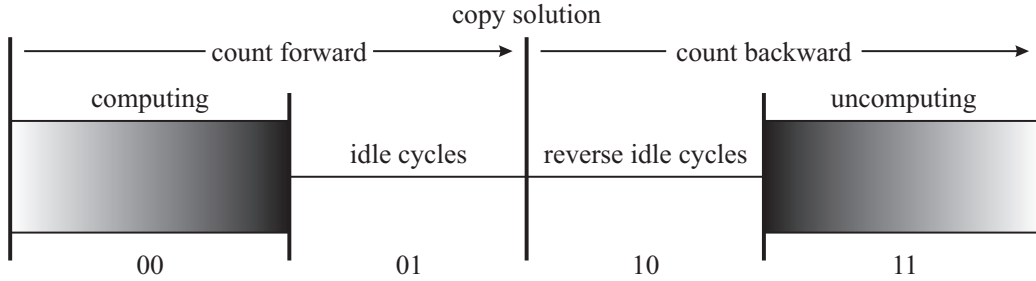 copy solution
count forward
count backward
computing
uncomputing
idle cycles
reverse idle cycles
00
01
10
11